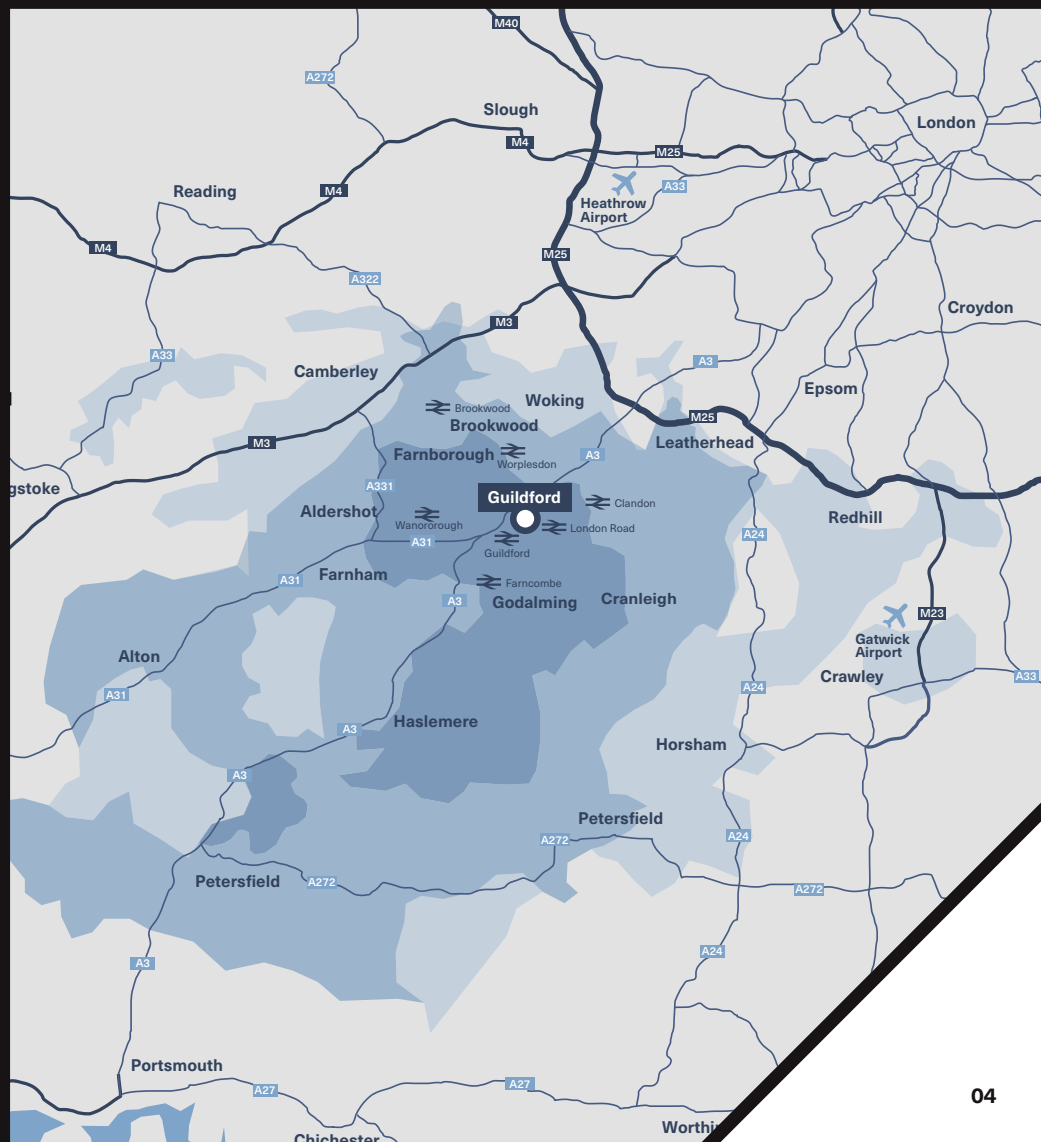 M40
A272
Slough
London
M4
M25
Reading
M4
A33
Heathrow
Airport
M4
M25
A322
Croydon
M3
A33
A3
Camberley
Epsom
Woking
Brookwood
Brookwood
M25
Leatherhead
M3
Farnborough
A3
Worplesdon
gstoke
A331
Guildford
Clandon
Aldershot
Wanororough
London Road
Redhill
A31
A24
Guildford
Farnham
A31
Farncombe
A3
Godalming
Cranleigh
M23
Gatwick
Airport
Alton
Crawley
A33
A31
A24
Haslemere
A3
Horsham
A3
Petersfield
A272
A24
Petersfield
A272
A272
A24
A3
Portsmouth
A27
A27
04
Worthi
Chichester